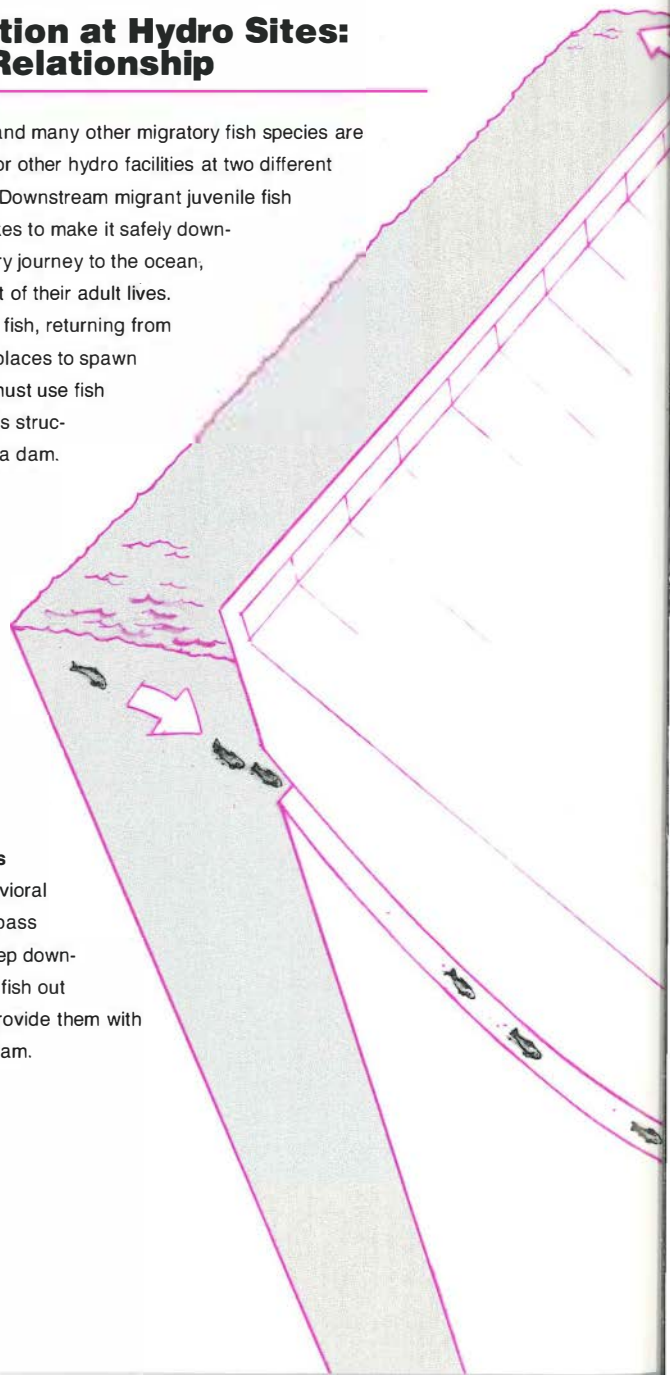 tion at Hydro Sites:
Relationship
and many other migratory fish species are
or other hydro facilities at two different
Downstream migrant juvenile fish
kes to make it safely down-
ry journey to the ocean,
t of their adult lives.
fish, returning from
places to spawn
must use fish
s struc-
a dam.
s
vioral
pass
ep down-
fish out
rovide them with
am.